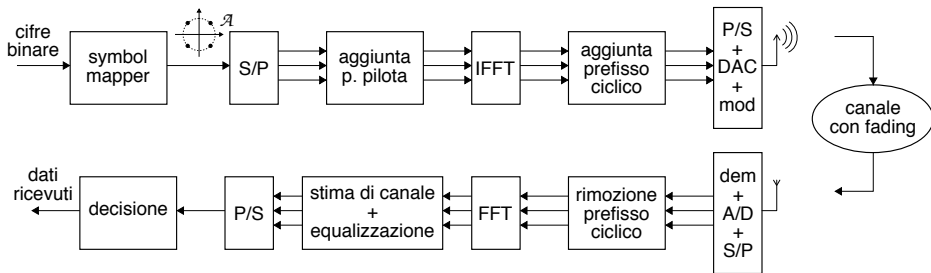 cifre
binare
symbol
mapper
𝒜
S/P
aggiunta
p. pilota
IFFT
aggiunta
prefisso
ciclico
P/S
+
DAC
+
mod
canale
con fading
dati
ricevuti
decisione
P/S
stima di canale
+
equalizzazione
FFT
rimozione
prefisso
ciclico
dem
+
A/D
+
S/P